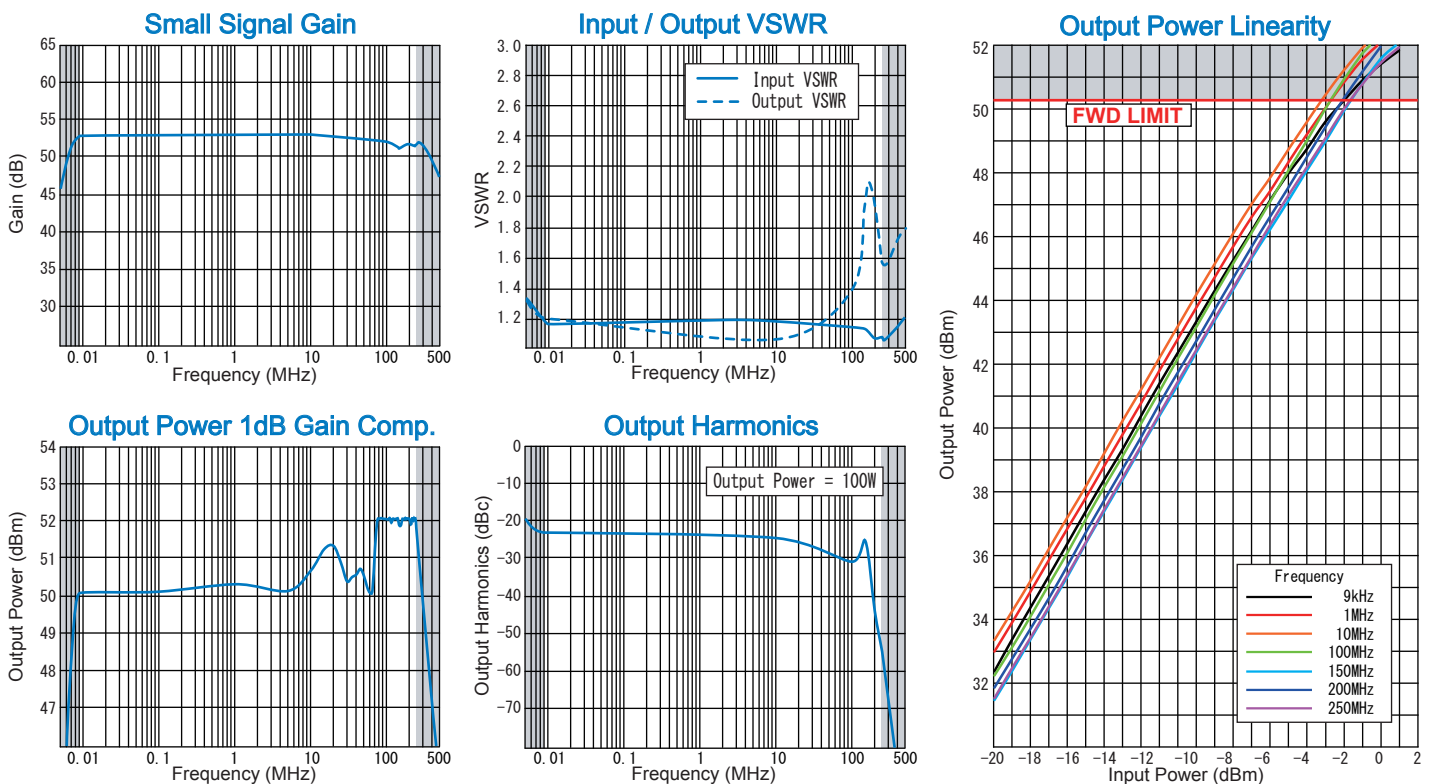 Small Signal Gain
65
60
55
50
45
40
35
30
Gain (dB)
0.01 0.1 1 10 100 500
Frequency (MHz)
Input / Output VSWR
3.0
2.8
2.6
2.4
2.2
2.0
1.8
1.6
1.4
1.2
VSWR
Input VSWR
Output VSWR
0.01 0.1 1 10 100 500
Frequency (MHz)
Output Power Linearity
52
50
48
46
44
42
40
38
36
34
32
Output Power (dBm)
FWD LIMIT
Frequency
9kHz
1MHz
10MHz
100MHz
150MHz
200MHz
250MHz
-20 -18 -16 -14 -12 -10 -8 -6 -4 -2 0 2
Input Power (dBm)
Output Power 1dB Gain Comp.
54
53
52
51
50
49
48
47
Output Power (dBm)
0.01 0.1 1 10 100 500
Frequency (MHz)
Output Harmonics
0
-10
-20
-30
-40
-50
-60
-70
Output Harmonics (dBc)
Output Power = 100W
0.01 0.1 1 10 100 500
Frequency (MHz)